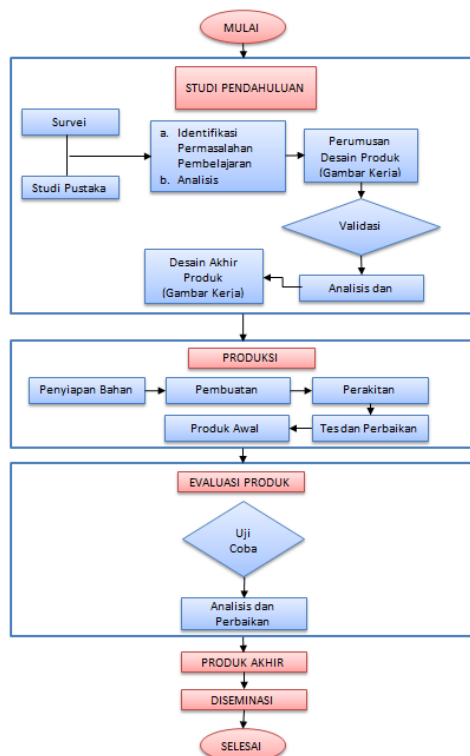 MULAI
STUDI PENDAHULUAN
Survei
Studi Pustaka
a. Identifikasi
Permasalahan
Pembelajaran
b. Analisis
Perumusan
Desain Produk
(Gambar Kerja)
Validasi
Analisis dan
Desain Akhir
Produk
(Gambar Kerja)
PRODUKSI
Penyiapan Bahan
Pembuatan
Perakitan
Tes dan Perbaikan
Produk Awal
EVALUASI PRODUK
Uji
Coba
Analisis dan
Perbaikan
PRODUK AKHIR
DISEMINASI
SELESAI